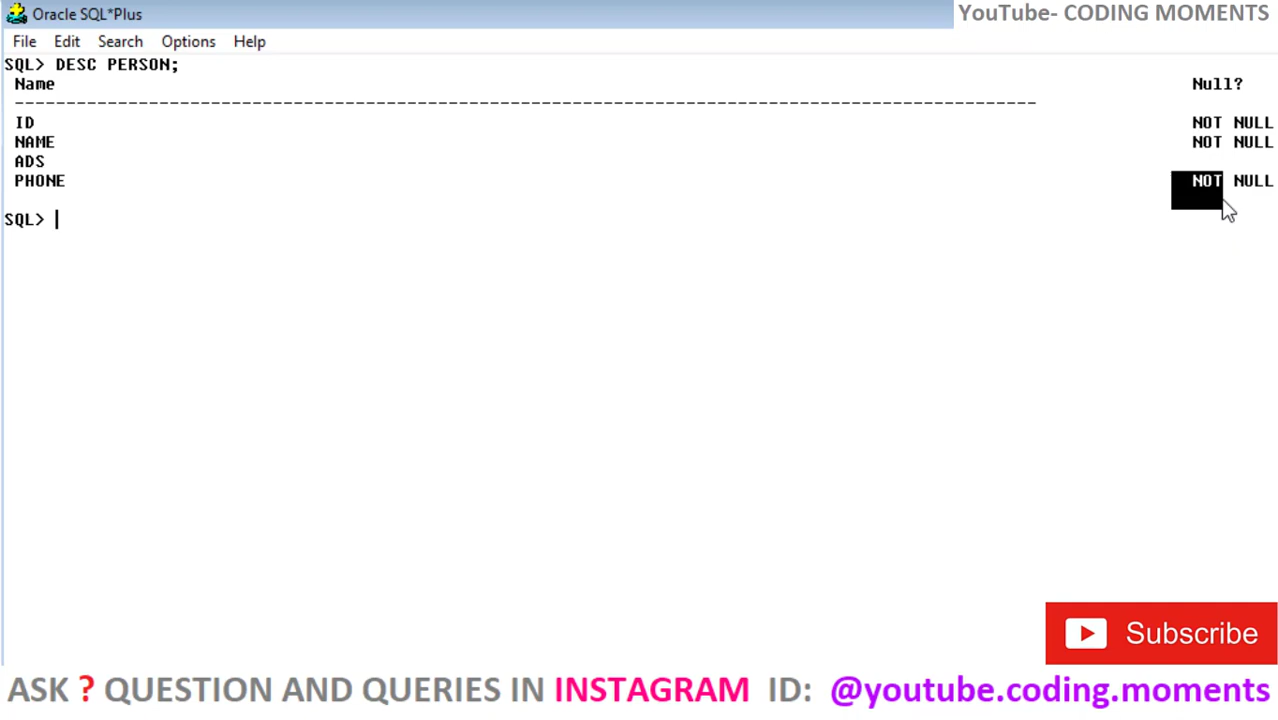 Oracle SQL*Plus
YouTube- CODING MOMENTS
File Edit Search Options Help
SQL> DESC PERSON;
Name Null?
----------------------------------------------------------------------------------------------------
ID NOT NULL
NAME NOT NULL
ADS
PHONE NOT NULL
SQL>
Subscribe
ASK ? QUESTION AND QUERIES IN INSTAGRAM ID: @youtube.coding.moments